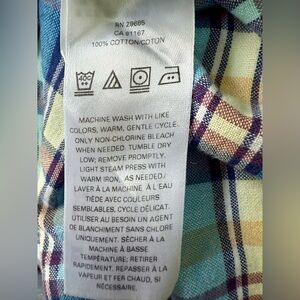 RN 29665
CA 01167
100% COTTON/COTON
MACHINE WASH WITH LIKE
COLORS, WARM, GENTLE CYCLE.
ONLY NON-CHLORINE BLEACH
WHEN NEEDED. TUMBLE DRY
LOW; REMOVE PROMPTLY.
LIGHT STEAM PRESS WITH
WARM IRON, AS NEEDED/
LAVER À LA MACHINE À L'EAU
TIÈDE AVEC COULEURS
SEMBLABLES, CYCLE DÉLICAT.
UTILISER AU BESOIN UN AGENT
DE BLANCHIMENT SANS CHLORE
UNIQUEMENT. SÉCHER À LA
MACHINE À BASSE
TEMPÉRATURE; RETIRER
RAPIDEMENT. REPASSER À LA
VAPEUR ET FER CHAUD, SI
NÉCESSAIRE.